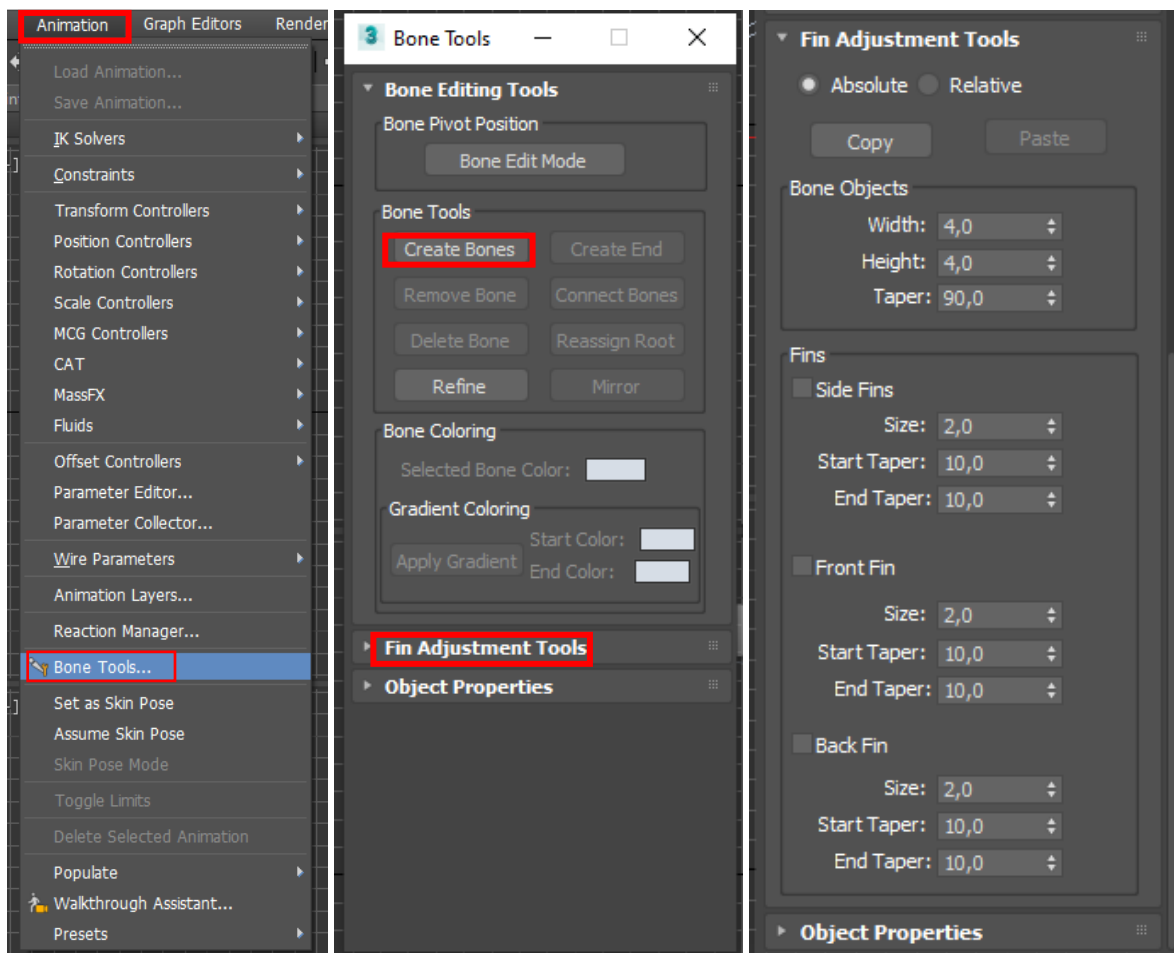 Animation Graph Editors Render
Load Animation...
Save Animation...
IK Solvers
Constraints
Transform Controllers
Position Controllers
Rotation Controllers
Scale Controllers
MCG Controllers
CAT
MassFX
Fluids
Offset Controllers
Parameter Editor...
Parameter Collector...
Wire Parameters
Animation Layers...
Reaction Manager...
Bone Tools...
Set as Skin Pose
Assume Skin Pose
Skin Pose Mode
Toggle Limits
Delete Selected Animation
Populate
Walkthrough Assistant...
Presets
3 Bone Tools
Bone Editing Tools
Bone Pivot Position
Bone Edit Mode
Bone Tools
Create Bones Create End
Remove Bone Connect Bones
Delete Bone Reassign Root
Refine Mirror
Bone Coloring
Selected Bone Color:
Gradient Coloring
Start Color:
Apply Gradient
End Color:
Fin Adjustment Tools
Object Properties
Fin Adjustment Tools
Absolute Relative
Copy Paste
Bone Objects
Width: 4,0
Height: 4,0
Taper: 90,0
Fins
Side Fins
Size: 2,0
Start Taper: 10,0
End Taper: 10,0
Front Fin
Size: 2,0
Start Taper: 10,0
End Taper: 10,0
Back Fin
Size: 2,0
Start Taper: 10,0
End Taper: 10,0
Object Properties